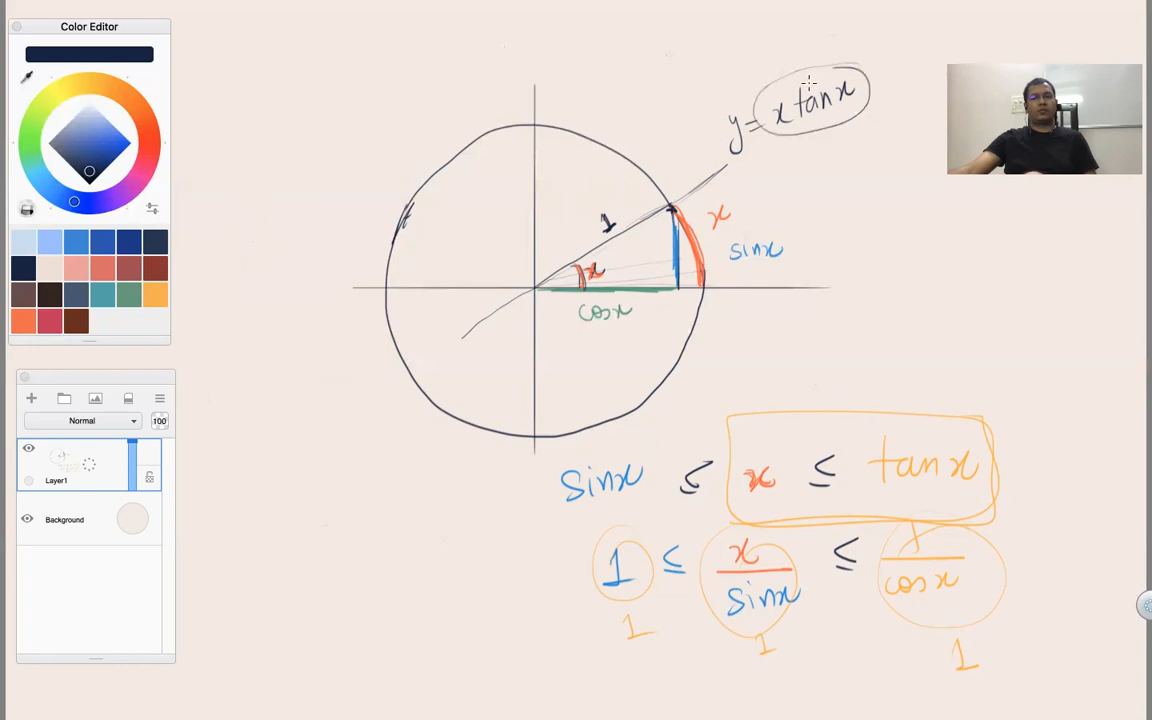 Color Editor
Normal
100
Layer1
Background
y = x tan x
1
x
x
sin x
cos x
sin x ≤ x ≤ tan x
1 ≤ x / sin x ≤ 1 / cos x
1 1 1